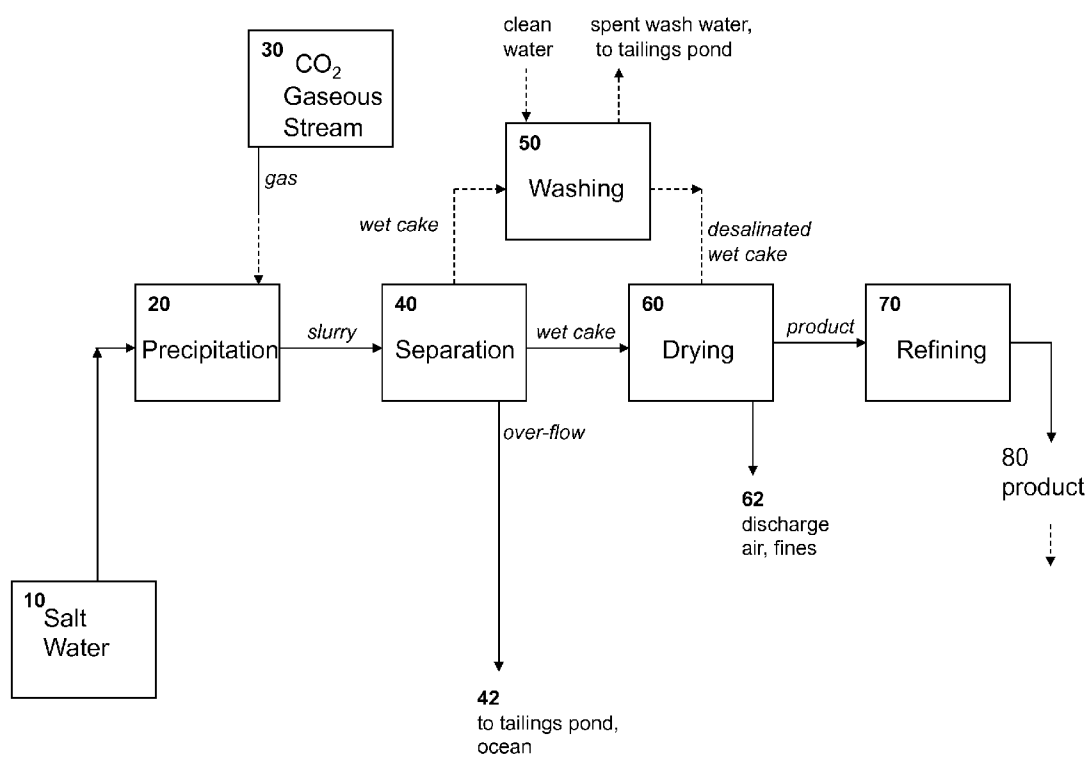 30
CO₂
Gaseous
Stream
gas
clean
water
spent wash water,
to tailings pond
50
Washing
wet cake
desalinated
wet cake
20
Precipitation
slurry
40
Separation
wet cake
60
Drying
product
70
Refining
over-flow
80
product
62
discharge
air, fines
10
Salt
Water
42
to tailings pond,
ocean